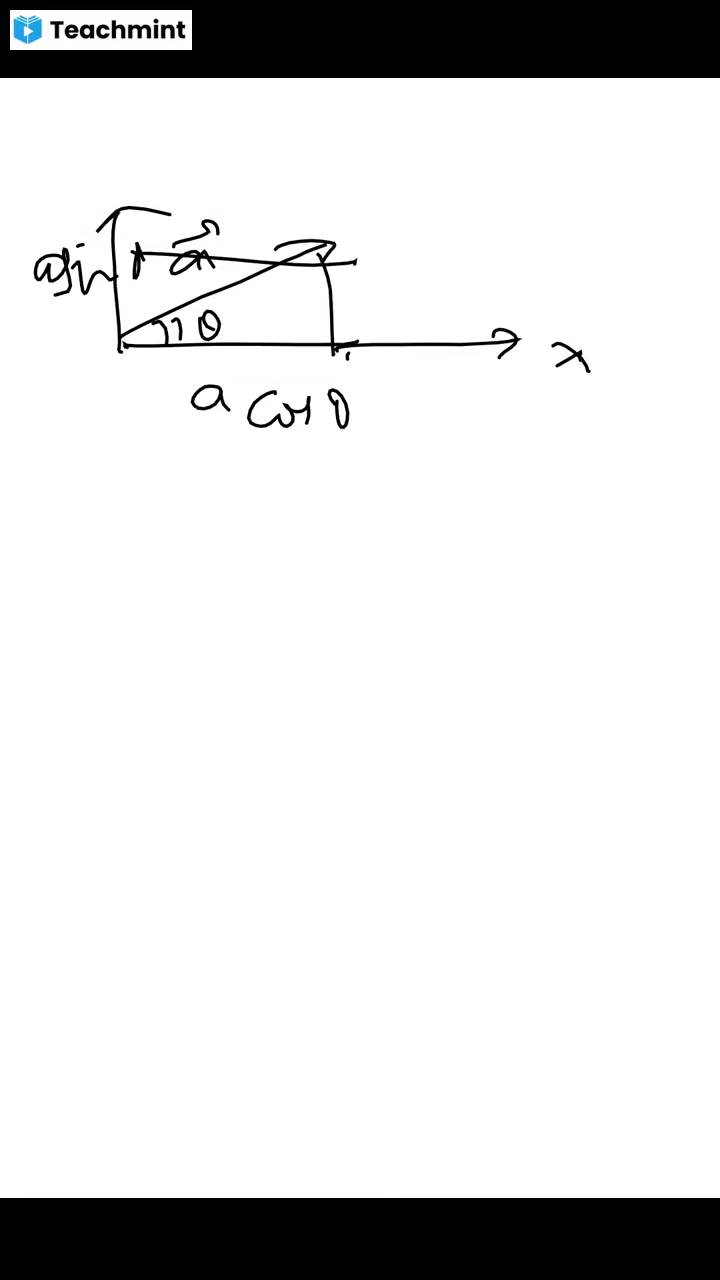 Teachmint
a sin θ
a
θ
x
a cos θ